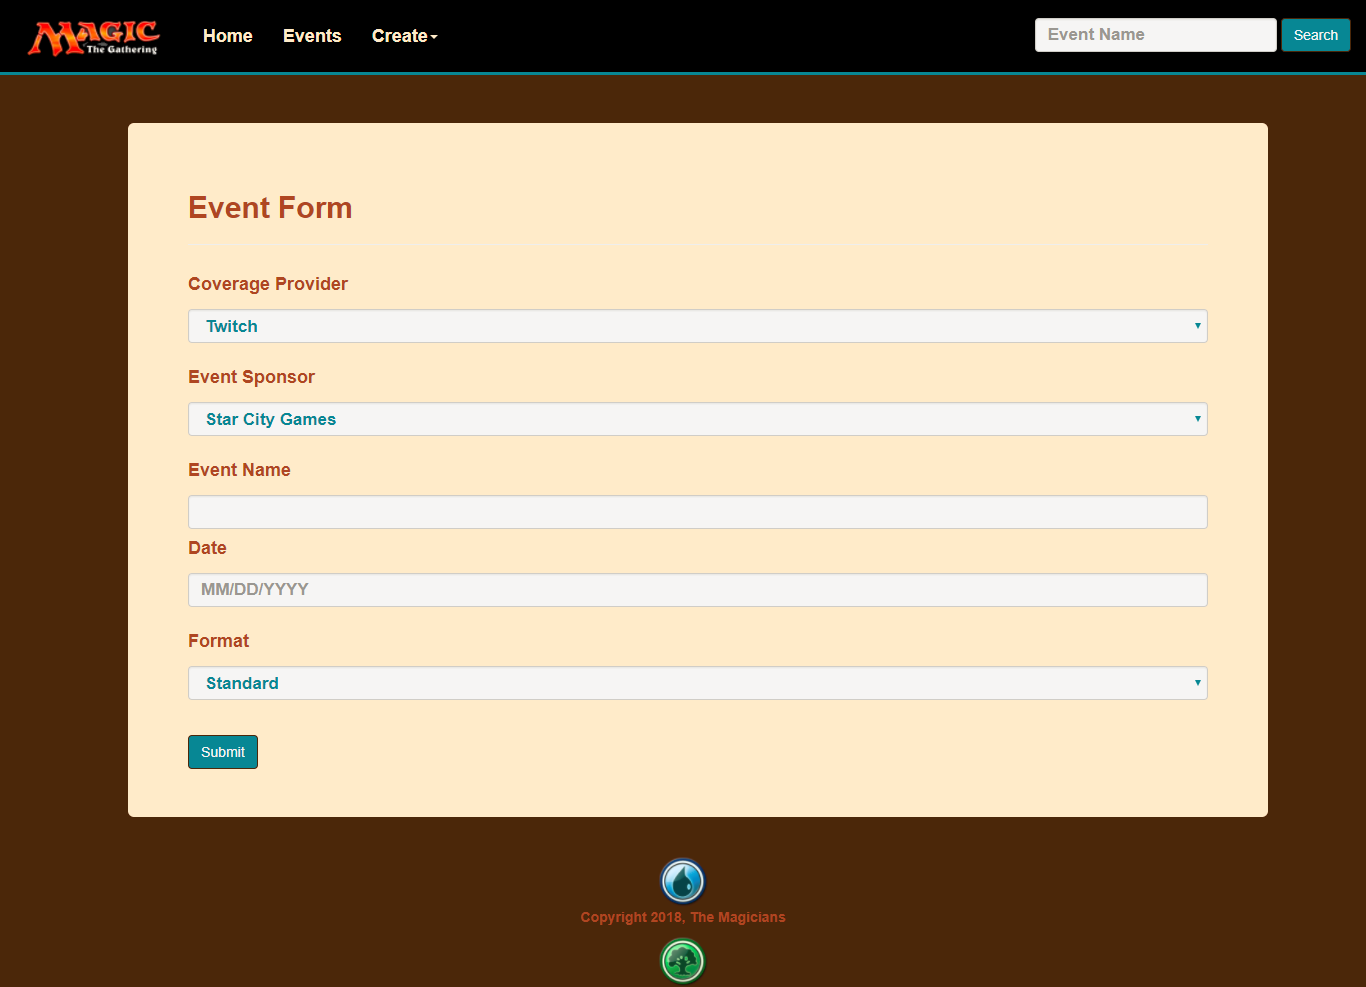 MAGIC
The Gathering
Home Events Create
Event Name Search
Event Form
Coverage Provider
Twitch
Event Sponsor
Star City Games
Event Name
Date
MM/DD/YYYY
Format
Standard
Submit
Copyright 2018, The Magicians